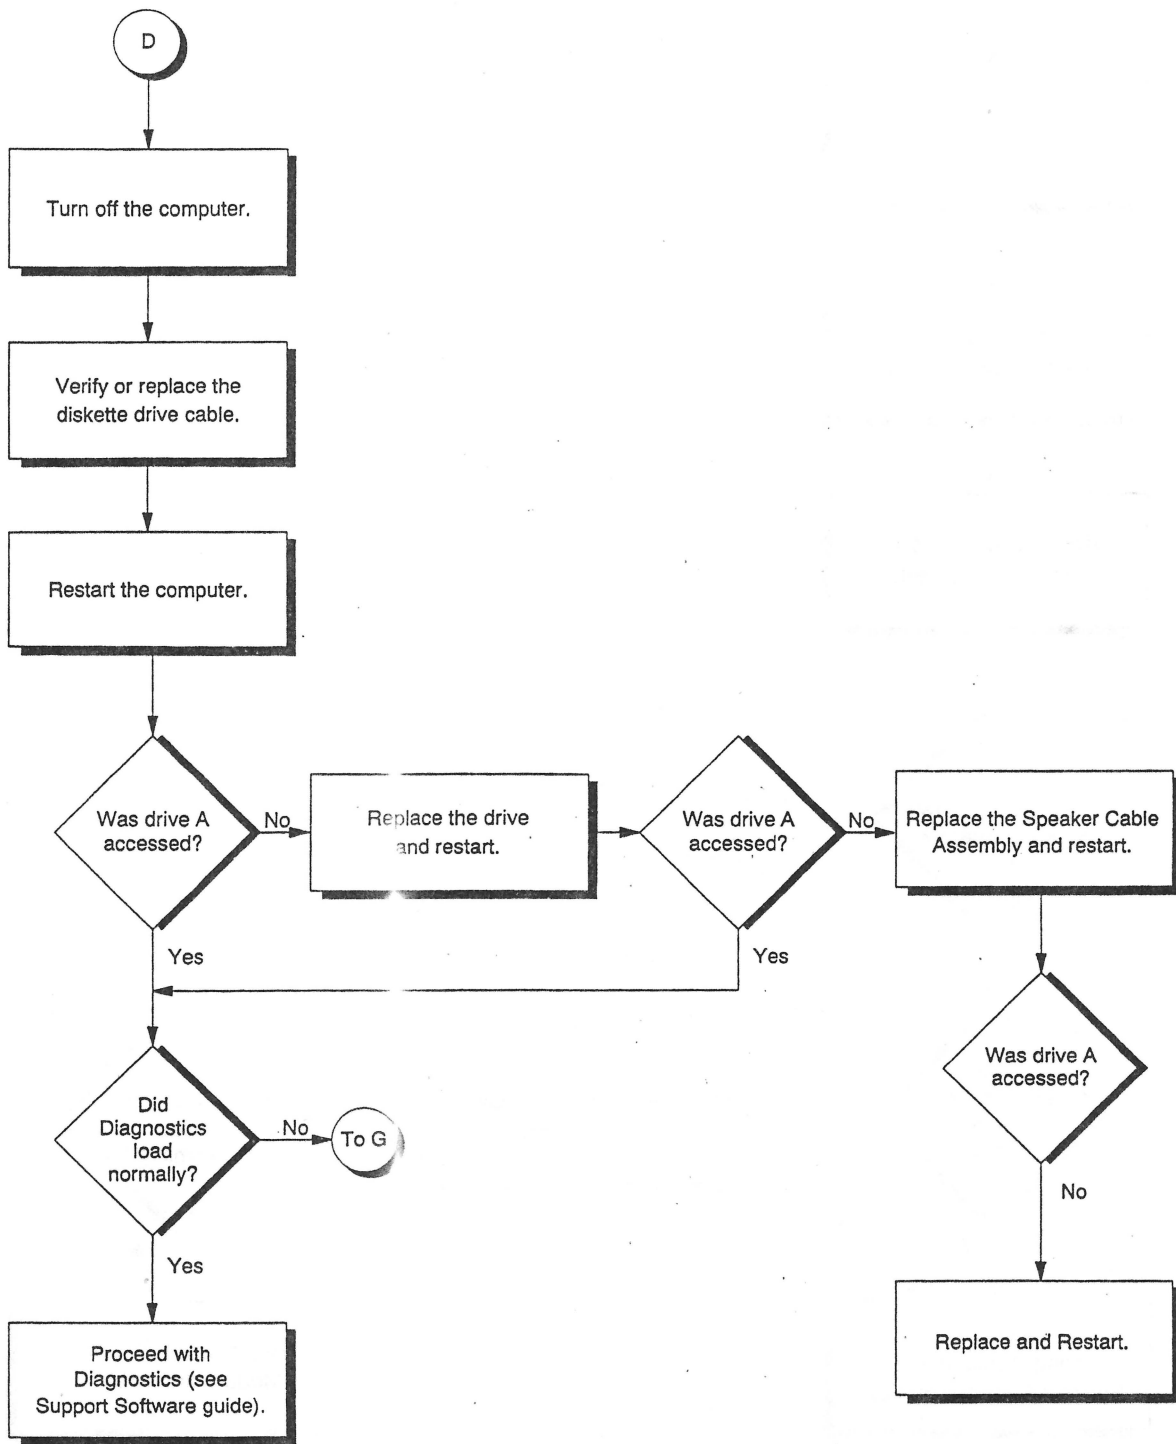 D
Turn off the computer.
Verify or replace the
diskette drive cable.
Restart the computer.
Was drive A
accessed?
No
Replace the drive
and restart.
Was drive A
accessed?
No
Replace the Speaker Cable
Assembly and restart.
Yes
Yes
Was drive A
accessed?
Did
Diagnostics
load
normally?
No
To G
No
Yes
Proceed with
Diagnostics (see
Support Software guide).
Replace and Restart.